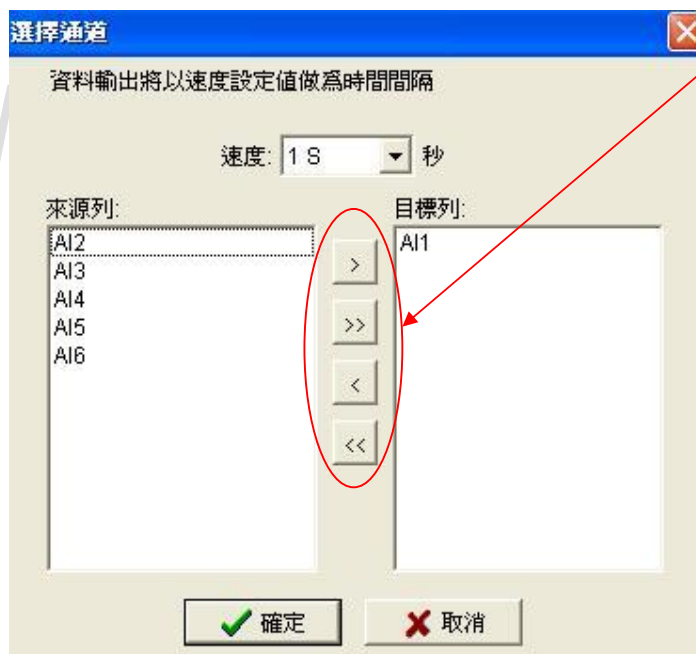 選擇通道
資料輸出將以速度設定值做爲時間間隔
速度: 1 S 秒
來源列:
目標列:
AI2
AI3
AI4
AI5
AI6
>
>>
<
<<
AI1
確定
取消